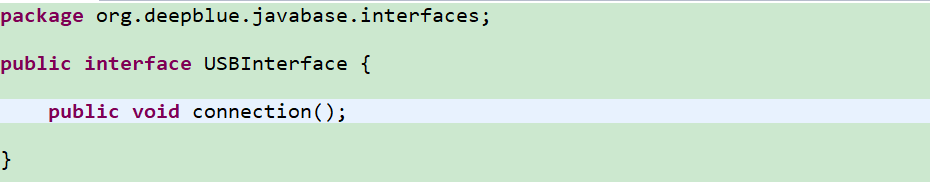 package org.deepblue.javabase.interfaces;
public interface USBInterface {
public void connection();
}